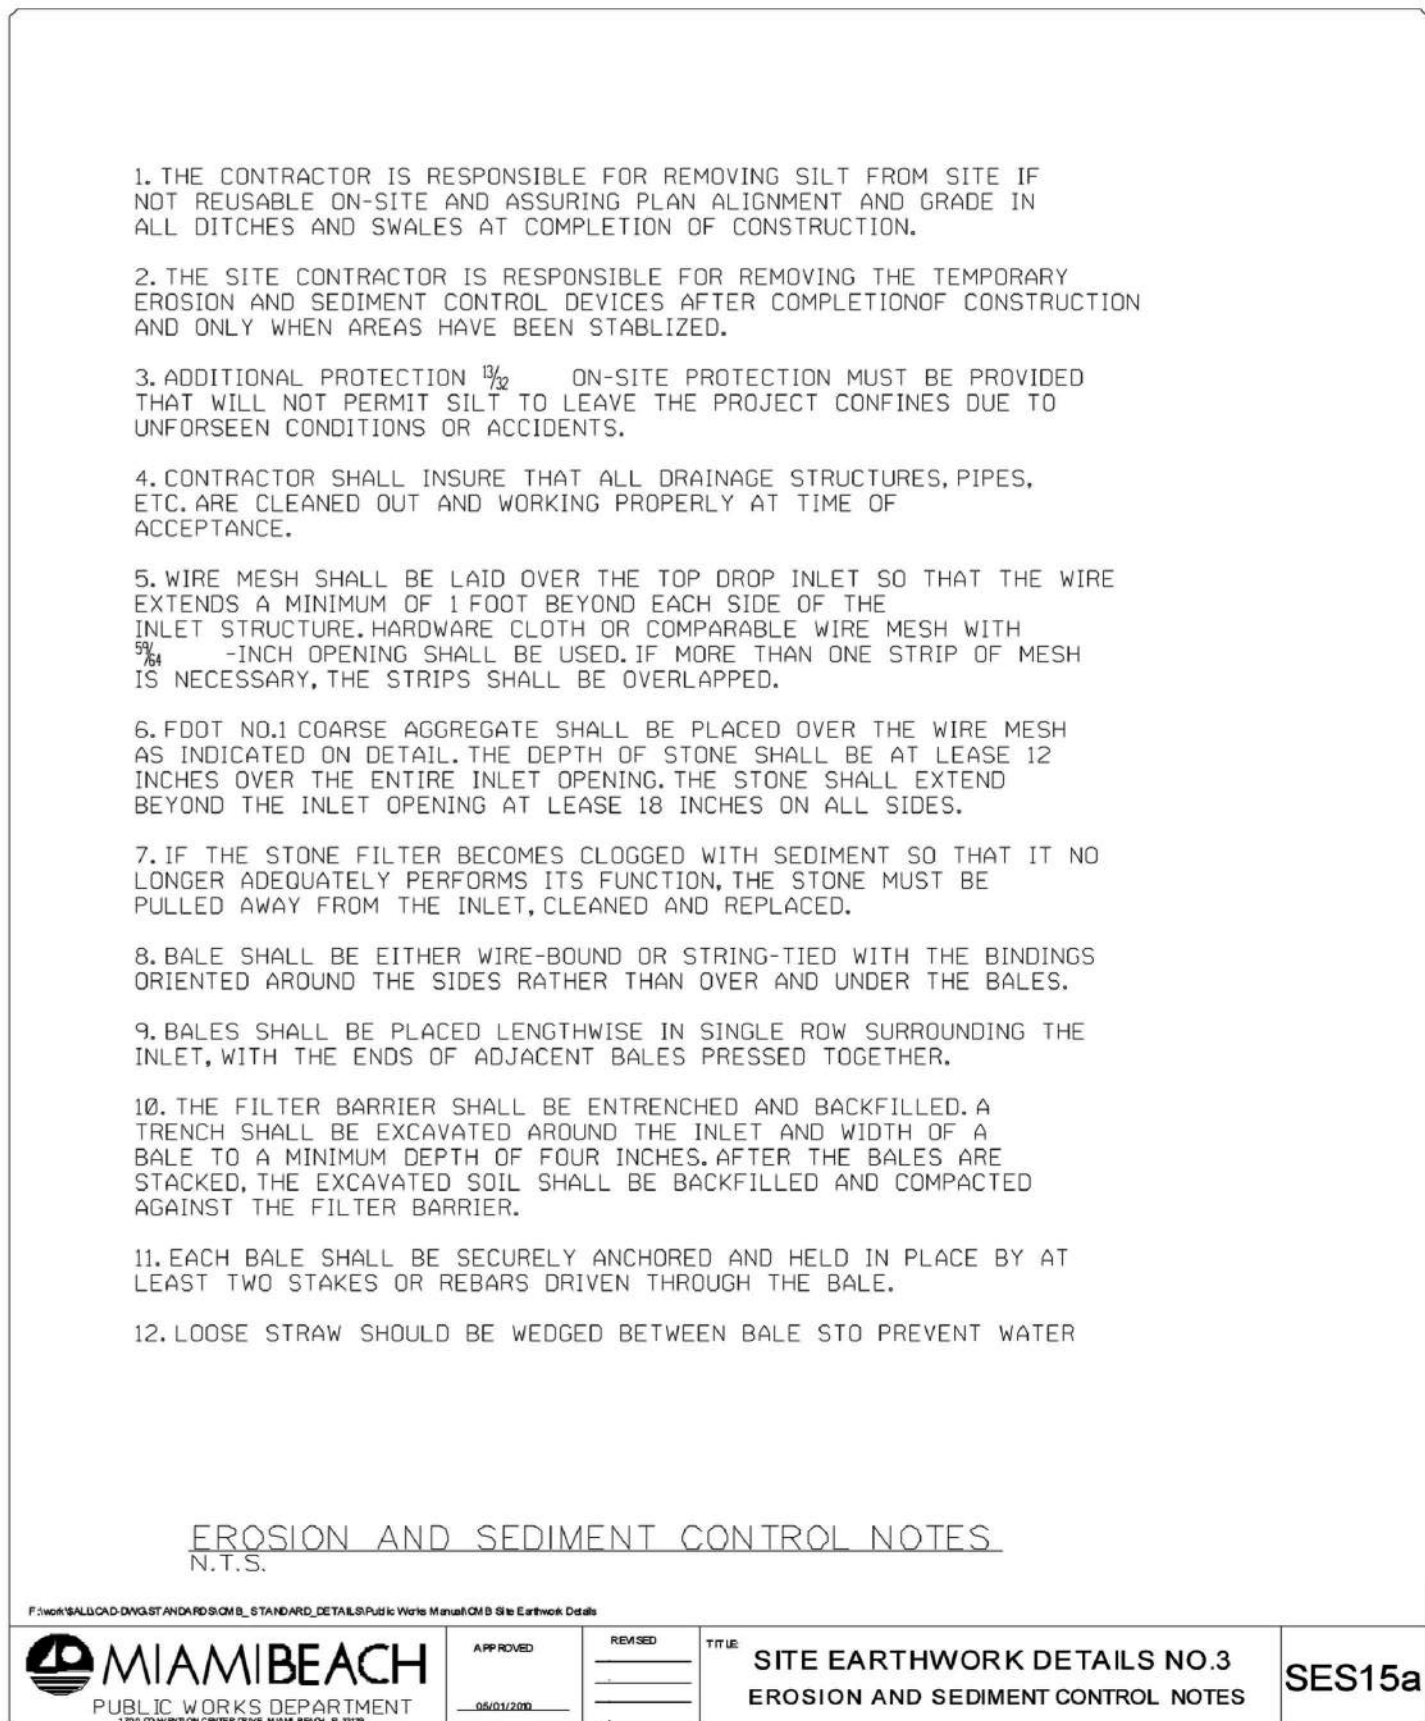 1. THE CONTRACTOR IS RESPONSIBLE FOR REMOVING SILT FROM SITE IF
NOT REUSABLE ON-SITE AND ASSURING PLAN ALIGNMENT AND GRADE IN
ALL DITCHES AND SWALES AT COMPLETION OF CONSTRUCTION.
2. THE SITE CONTRACTOR IS RESPONSIBLE FOR REMOVING THE TEMPORARY
EROSION AND SEDIMENT CONTROL DEVICES AFTER COMPLETIONOF CONSTRUCTION
AND ONLY WHEN AREAS HAVE BEEN STABLIZED.
3. ADDITIONAL PROTECTION 13/32 ON-SITE PROTECTION MUST BE PROVIDED
THAT WILL NOT PERMIT SILT TO LEAVE THE PROJECT CONFINES DUE TO
UNFORSEEN CONDITIONS OR ACCIDENTS.
4. CONTRACTOR SHALL INSURE THAT ALL DRAINAGE STRUCTURES, PIPES,
ETC. ARE CLEANED OUT AND WORKING PROPERLY AT TIME OF
ACCEPTANCE.
5. WIRE MESH SHALL BE LAID OVER THE TOP DROP INLET SO THAT THE WIRE
EXTENDS A MINIMUM OF 1 FOOT BEYOND EACH SIDE OF THE
INLET STRUCTURE. HARDWARE CLOTH OR COMPARABLE WIRE MESH WITH
59/64 -INCH OPENING SHALL BE USED. IF MORE THAN ONE STRIP OF MESH
IS NECESSARY, THE STRIPS SHALL BE OVERLAPPED.
6. FDOT NO.1 COARSE AGGREGATE SHALL BE PLACED OVER THE WIRE MESH
AS INDICATED ON DETAIL. THE DEPTH OF STONE SHALL BE AT LEASE 12
INCHES OVER THE ENTIRE INLET OPENING. THE STONE SHALL EXTEND
BEYOND THE INLET OPENING AT LEASE 18 INCHES ON ALL SIDES.
7. IF THE STONE FILTER BECOMES CLOGGED WITH SEDIMENT SO THAT IT NO
LONGER ADEQUATELY PERFORMS ITS FUNCTION, THE STONE MUST BE
PULLED AWAY FROM THE INLET, CLEANED AND REPLACED.
8. BALE SHALL BE EITHER WIRE-BOUND OR STRING-TIED WITH THE BINDINGS
ORIENTED AROUND THE SIDES RATHER THAN OVER AND UNDER THE BALES.
9. BALES SHALL BE PLACED LENGTHWISE IN SINGLE ROW SURROUNDING THE
INLET, WITH THE ENDS OF ADJACENT BALES PRESSED TOGETHER.
10. THE FILTER BARRIER SHALL BE ENTRENCHED AND BACKFILLED. A
TRENCH SHALL BE EXCAVATED AROUND THE INLET AND WIDTH OF A
BALE TO A MINIMUM DEPTH OF FOUR INCHES. AFTER THE BALES ARE
STACKED, THE EXCAVATED SOIL SHALL BE BACKFILLED AND COMPACTED
AGAINST THE FILTER BARRIER.
11. EACH BALE SHALL BE SECURELY ANCHORED AND HELD IN PLACE BY AT
LEAST TWO STAKES OR REBARS DRIVEN THROUGH THE BALE.
12. LOOSE STRAW SHOULD BE WEDGED BETWEEN BALE STO PREVENT WATER
EROSION AND SEDIMENT CONTROL NOTES
N.T.S.
F:\work\$ALL\CAD-DWG\STANDARDS\CMB_STANDARD_DETAILS\Public Works Manual\CMB Site Earthwork Details
MIAMIBEACH
PUBLIC WORKS DEPARTMENT
APPROVED
05/01/2010
REVISED
TITLE:
SITE EARTHWORK DETAILS NO.3
EROSION AND SEDIMENT CONTROL NOTES
SES15a